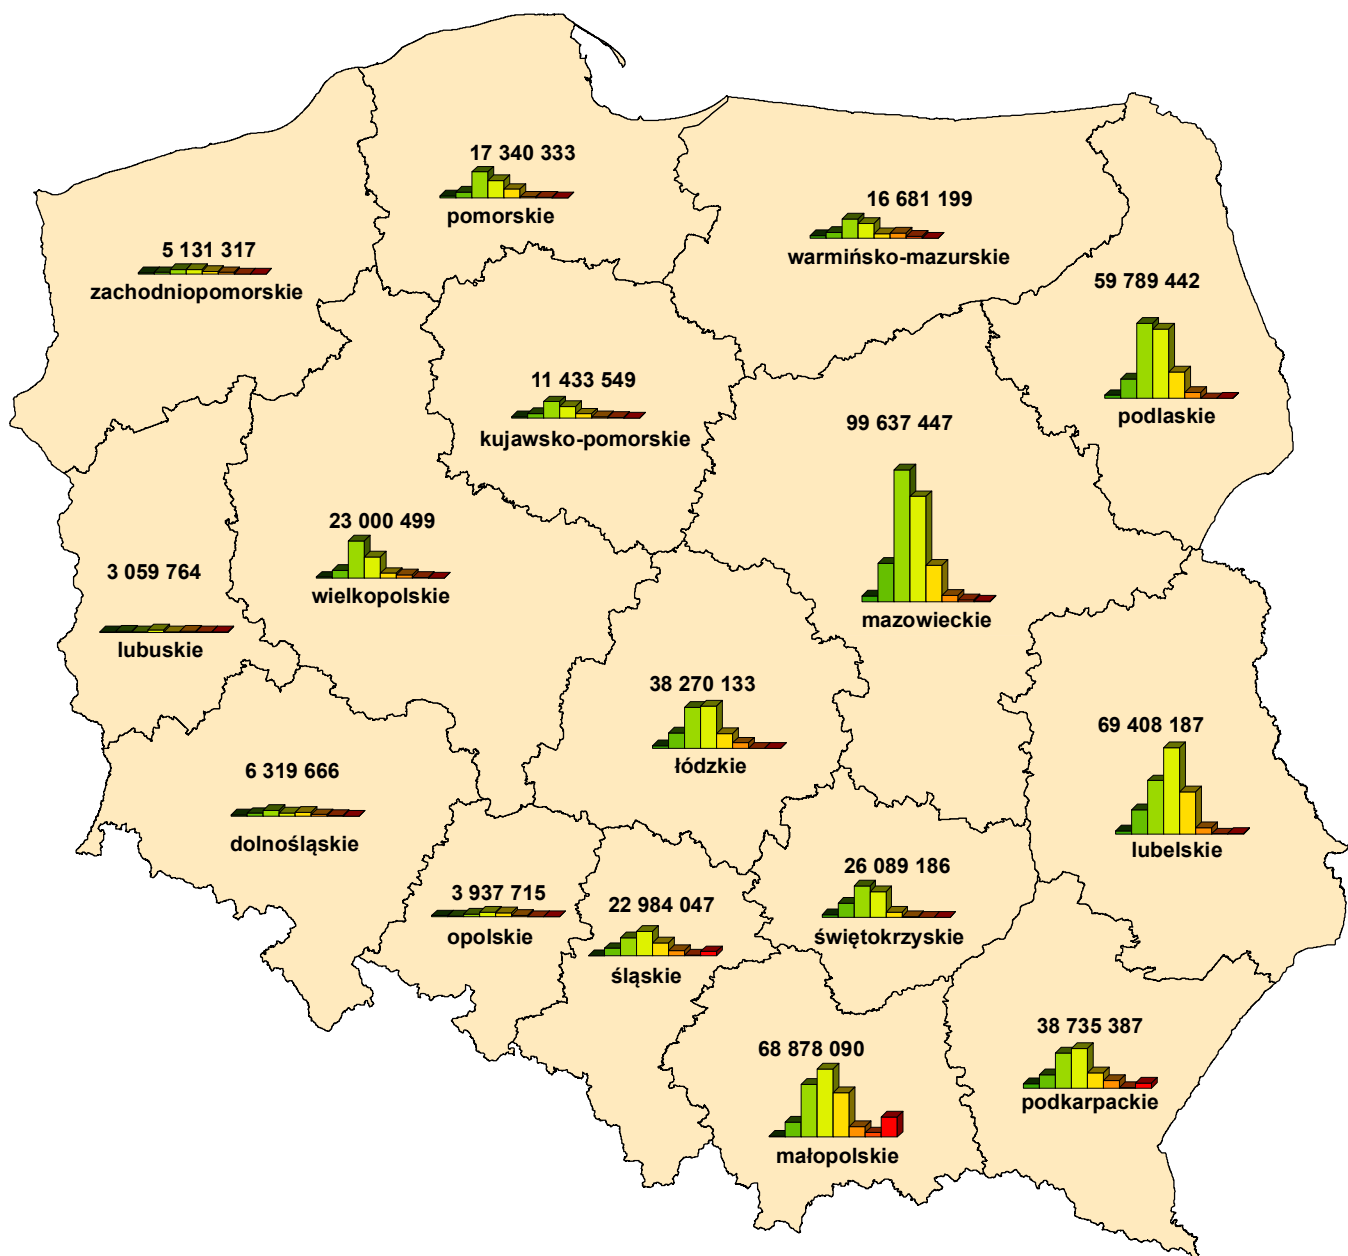 17 340 333
pomorskie
16 681 199
warmińsko-mazurskie
5 131 317
zachodniopomorskie
59 789 442
podlaskie
11 433 549
kujawsko-pomorskie
99 637 447
mazowieckie
23 000 499
wielkopolskie
3 059 764
lubuskie
38 270 133
łódzkie
69 408 187
lubelskie
6 319 666
dolnośląskie
26 089 186
świętokrzyskie
3 937 715
opolskie
22 984 047
śląskie
38 735 387
podkarpackie
68 878 090
małopolskie